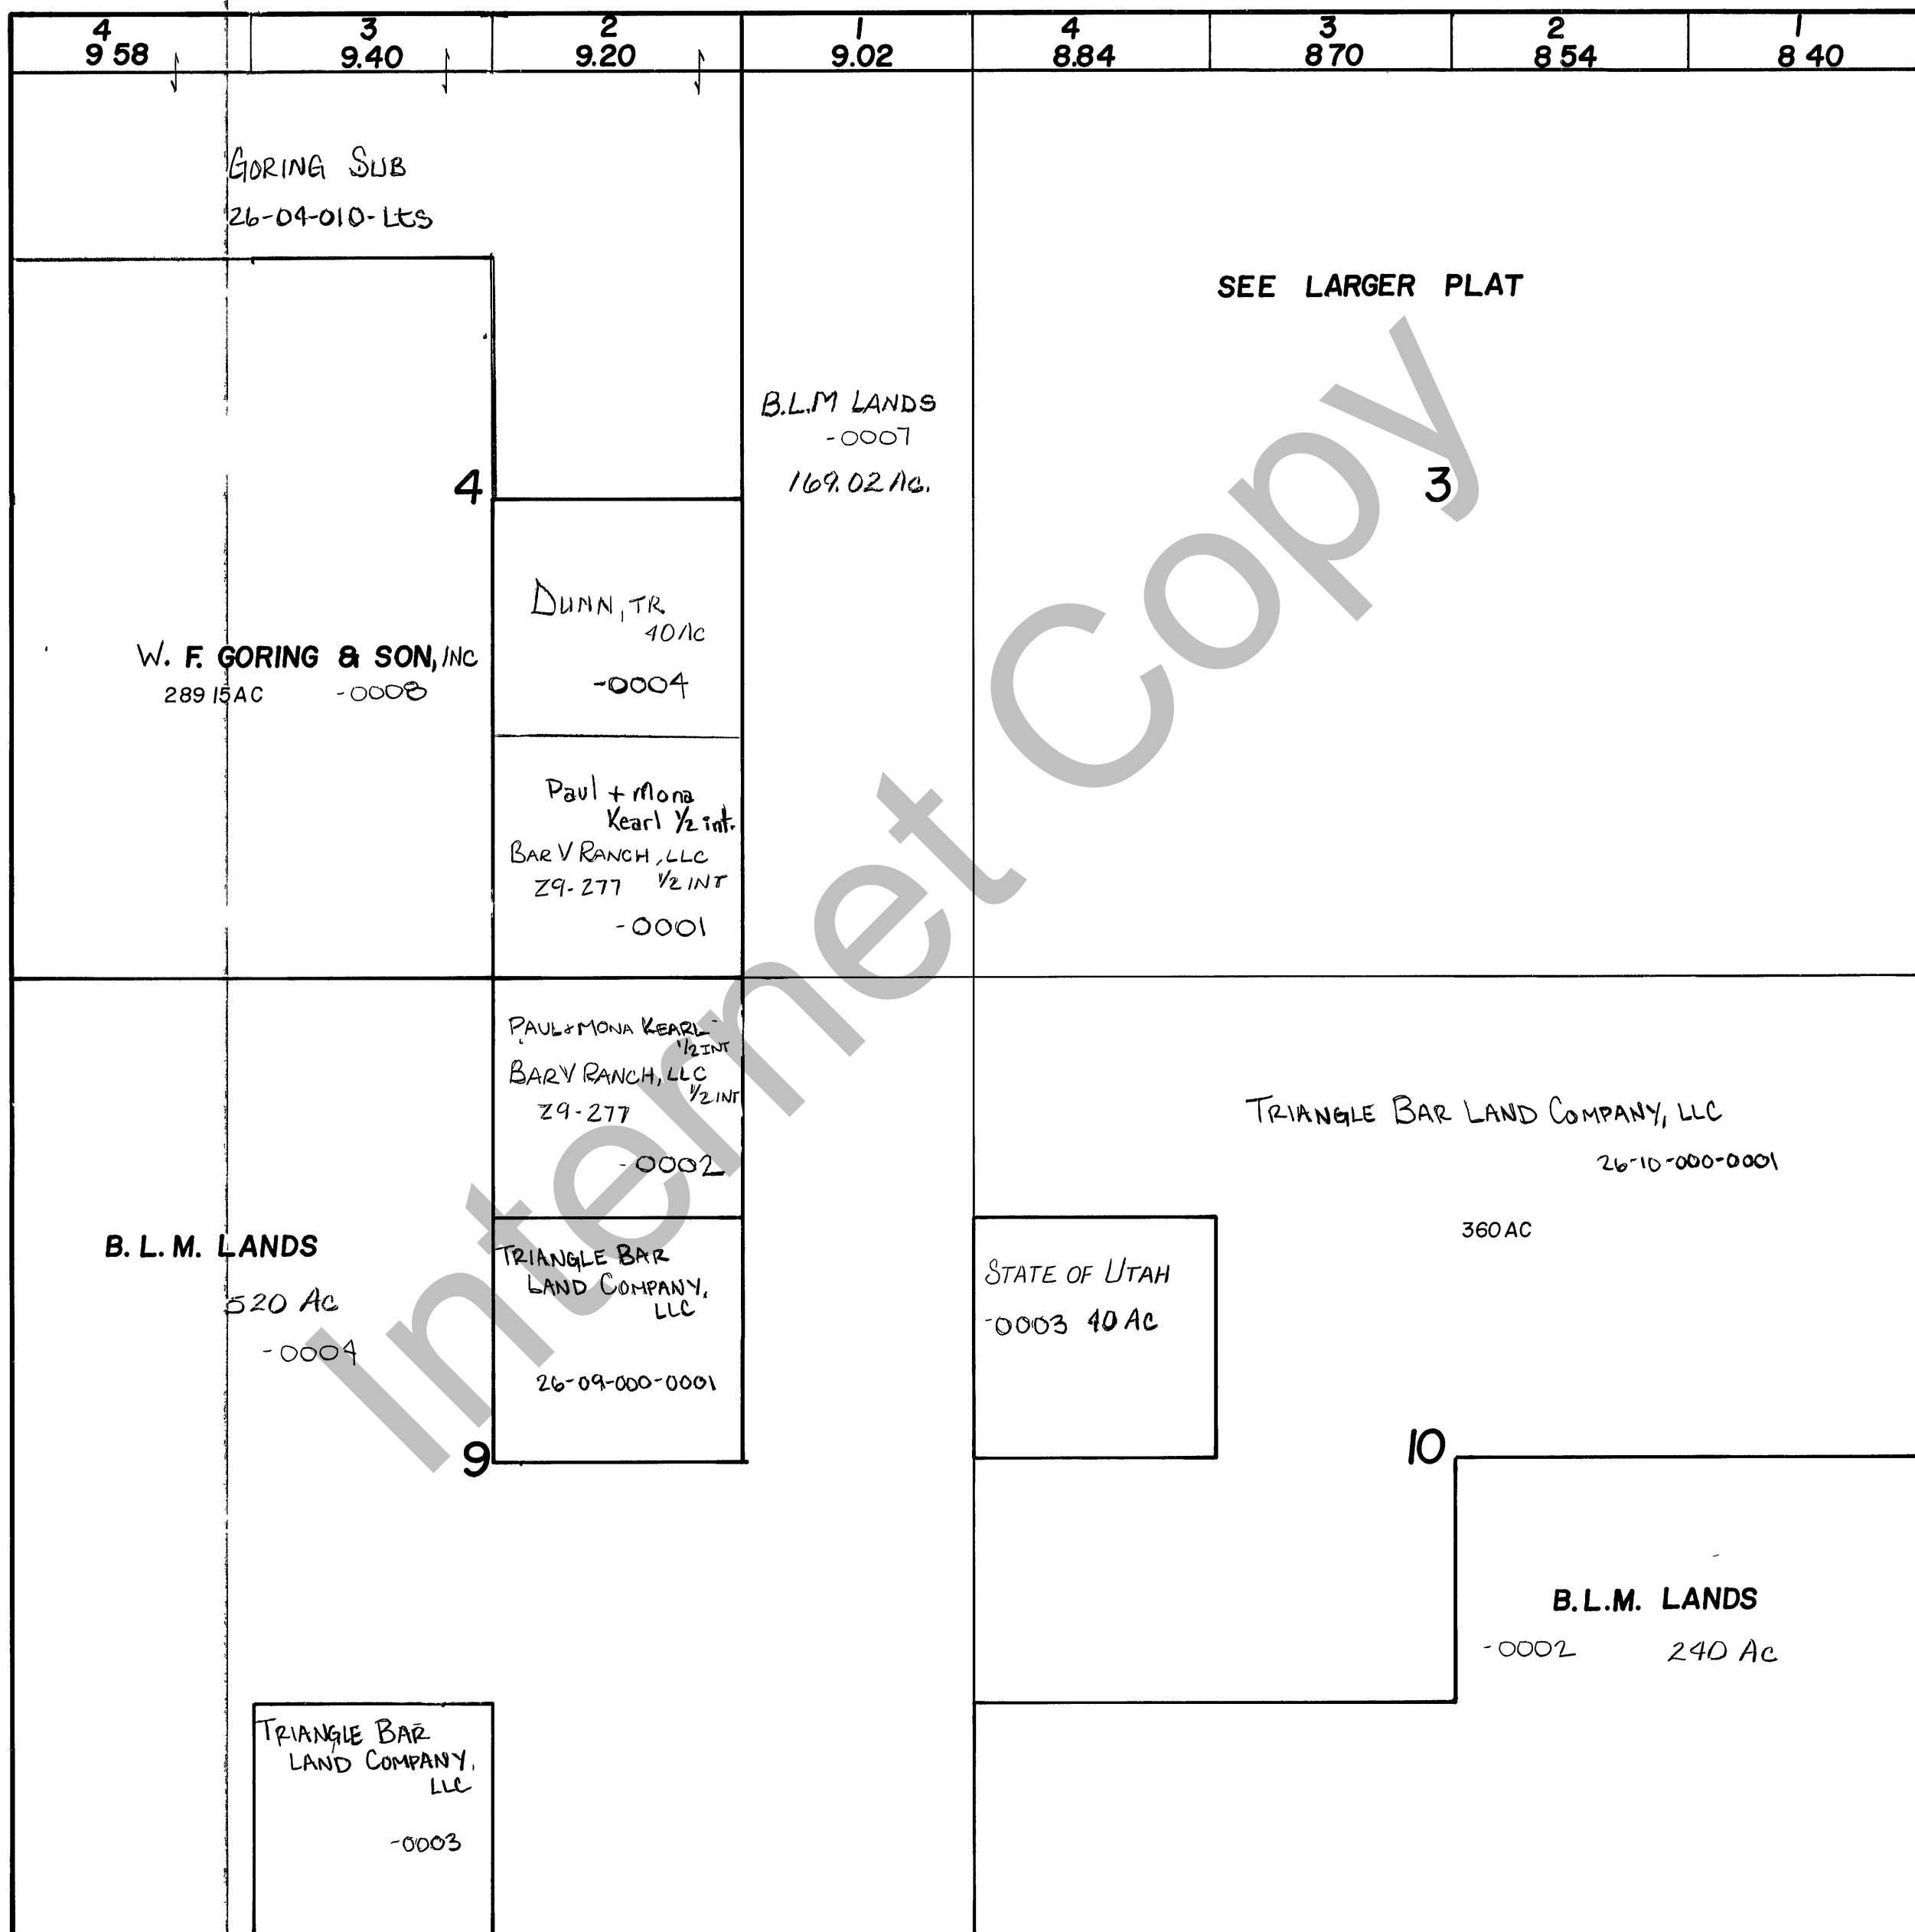 4 3 2 1 4 3 2 1
9 58 9.40 9.20 9.02 8.84 8 70 8 54 8 40
GORING SUB
26-04-010-Lts
SEE LARGER PLAT
B.L.M LANDS
-0007
169.02 Ac.
4
3
DUNN, TR.
40 Ac
-0004
W. F. GORING & SON, INC
289 15 AC -0008
Paul + Mona
Kearl 1/2 int.
BAR V RANCH, LLC
Z9-277 1/2 INT
-0001
PAUL & MONA KEARL
1/2 INT
BAR V RANCH, LLC
1/2 INT
Z9-277
-0002
TRIANGLE BAR LAND COMPANY, LLC
26-10-000-0001
360 AC
B. L. M. LANDS
520 Ac
-0004
TRIANGLE BAR
LAND COMPANY,
LLC
26-09-000-0001
STATE OF UTAH
-0003 40 AC
9
10
B. L. M. LANDS
-0002 240 Ac
TRIANGLE BAR
LAND COMPANY,
LLC
-0003
Internet Copy